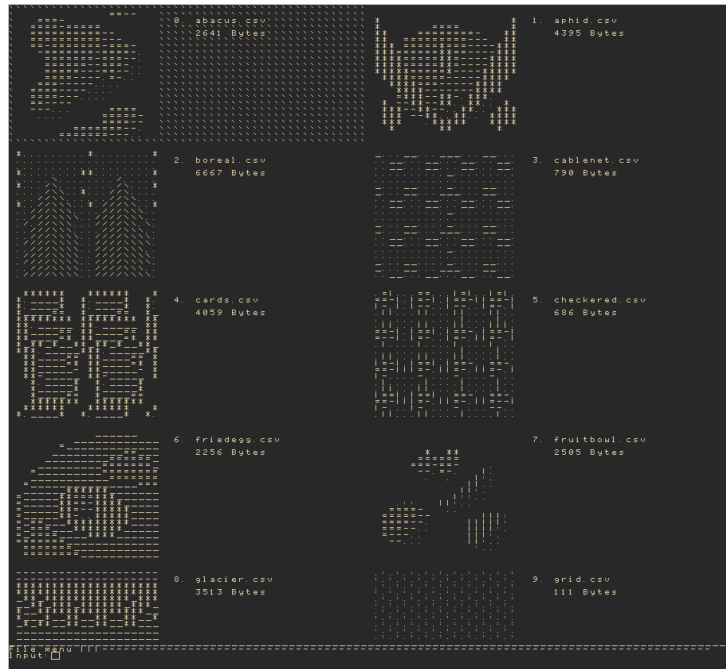 0. abacus.csv
2641 Bytes
1. aphid.csv
4395 Bytes
2. boreal.csv
6667 Bytes
3. cablenet.csv
790 Bytes
4. cards.csv
4059 Bytes
5. checkered.csv
686 Bytes
6. friedegg.csv
2256 Bytes
7. fruitbowl.csv
2505 Bytes
8. glacier.csv
3513 Bytes
9. grid.csv
111 Bytes
File menu |||
Input: